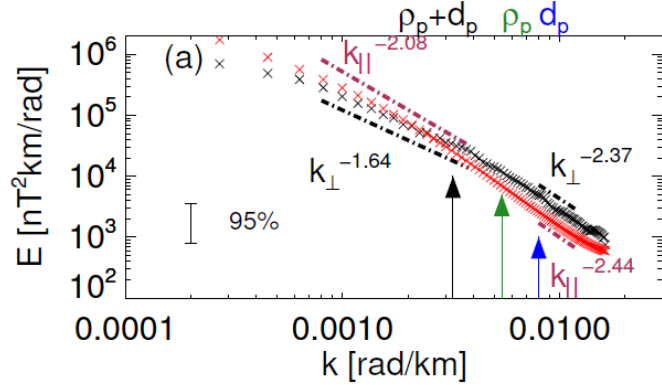 ρp+dp ρp dp
(a)
k||^-2.08
k⊥^-1.64
k⊥^-2.37
k||^-2.44
95%
E [nT²km/rad]
10⁶
10⁵
10⁴
10³
10²
0.0001 0.0010 0.0100
k [rad/km]